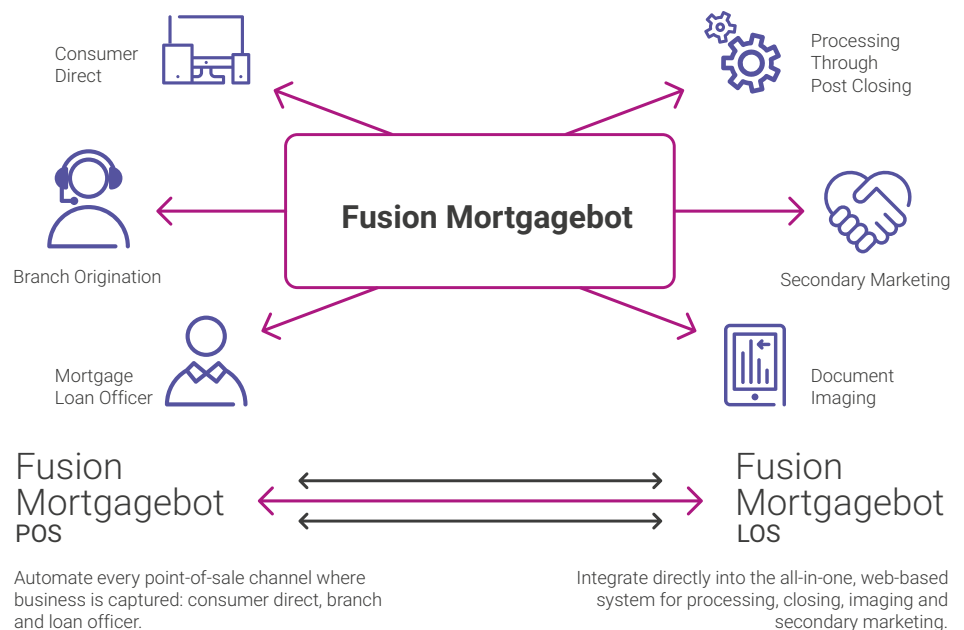 Consumer
Direct
Processing
Through
Post Closing
Fusion Mortgagebot
Branch Origination
Secondary Marketing
Mortgage
Loan Officer
Document
Imaging
Fusion
Mortgagebot
POS
Fusion
Mortgagebot
LOS
Automate every point-of-sale channel where
business is captured: consumer direct, branch
and loan officer.
Integrate directly into the all-in-one, web-based
system for processing, closing, imaging and
secondary marketing.